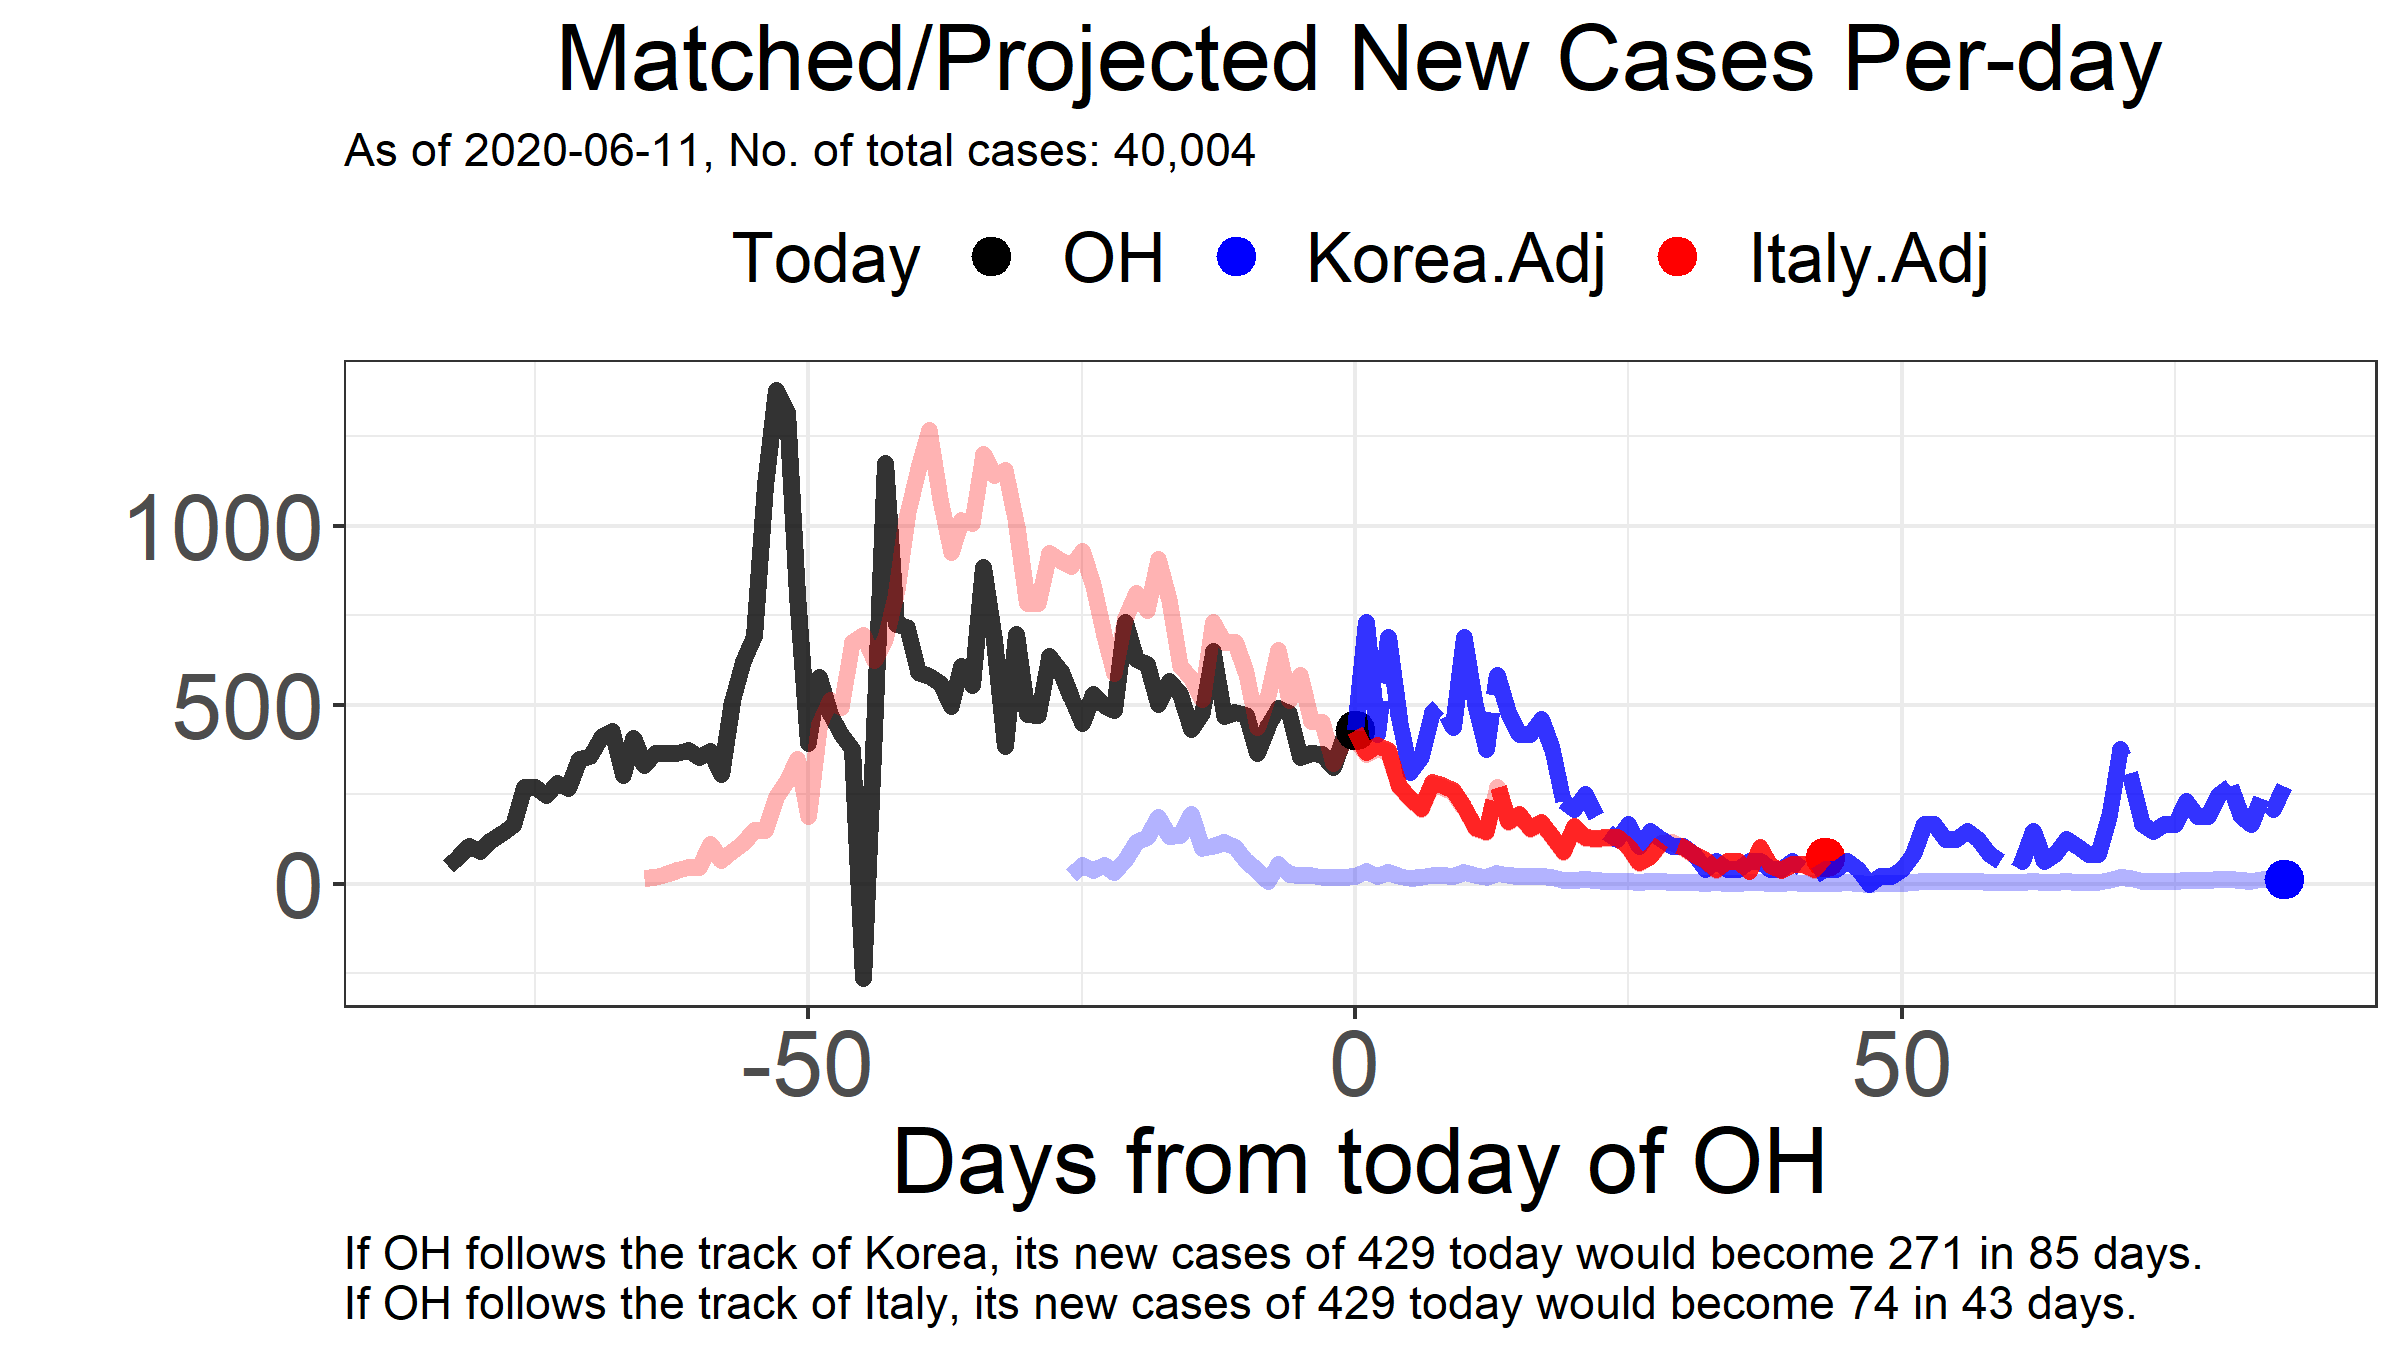 Matched/Projected New Cases Per-day
As of 2020-06-11, No. of total cases: 40,004
Today OH Korea.Adj Italy.Adj
1000
500
0
-50 0 50
Days from today of OH
If OH follows the track of Korea, its new cases of 429 today would become 271 in 85 days.
If OH follows the track of Italy, its new cases of 429 today would become 74 in 43 days.